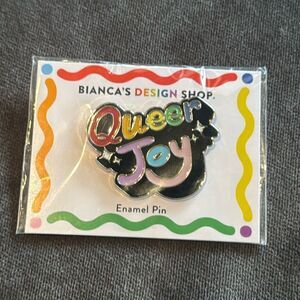 BIANCA'S DESIGN SHOP.
Queer
Joy
Enamel Pin